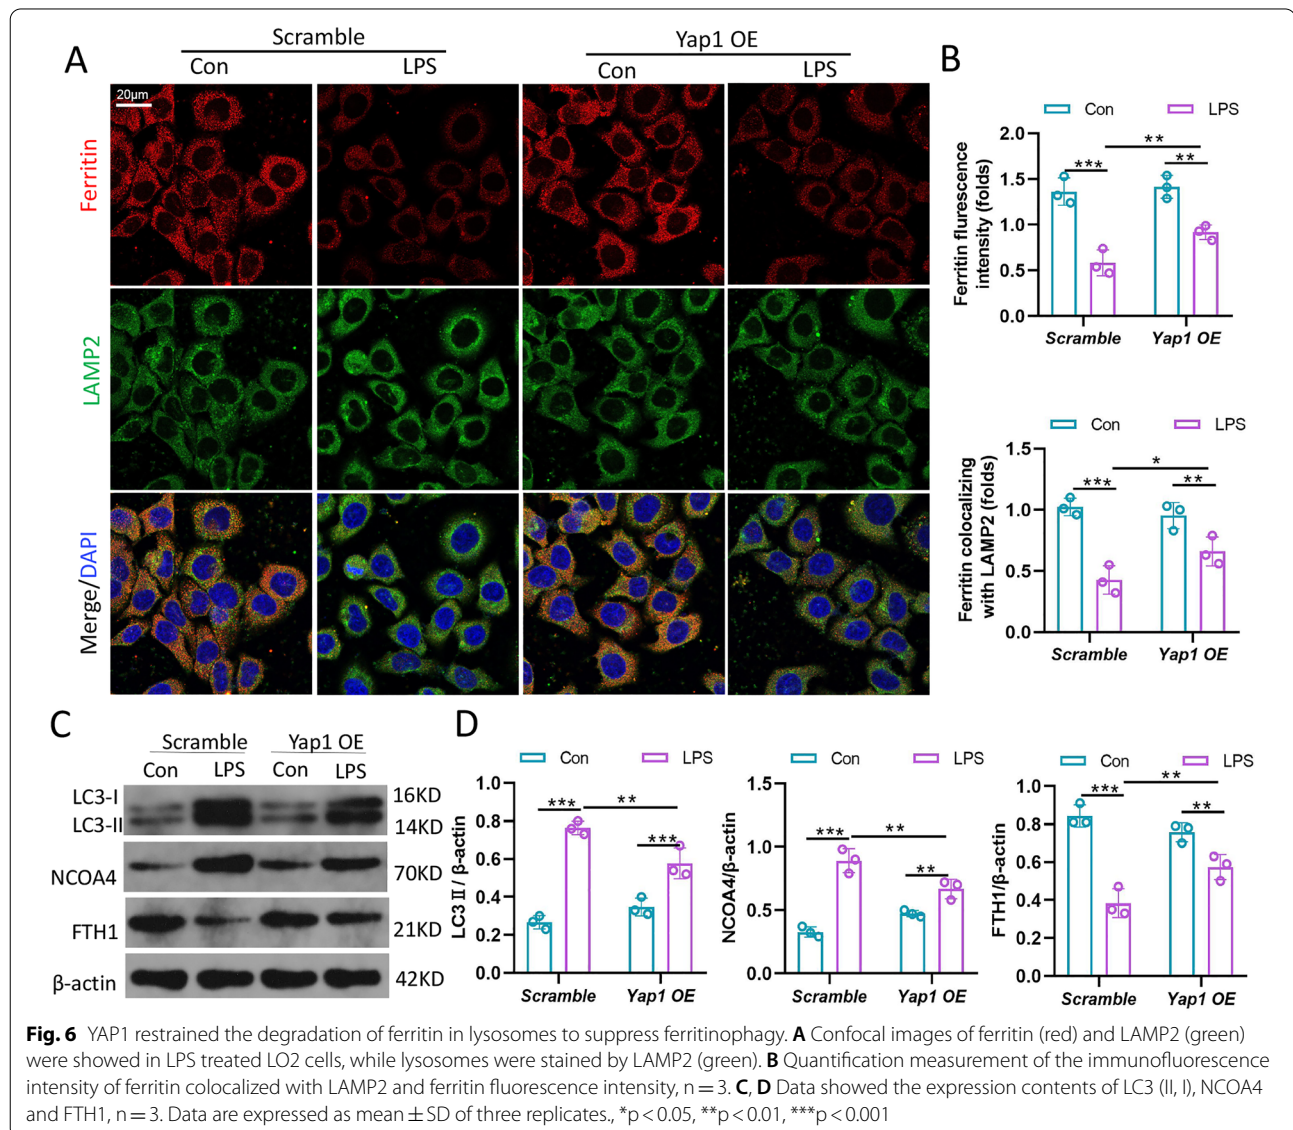 A
Scramble
Yap1 OE
Con
LPS
Con
LPS
20μm
Ferritin
LAMP2
Merge/DAPI
B
Con
LPS
Ferritin flurescence
intensity (folds)
2.0
1.5
1.0
0.5
0.0
***
**
**
Scramble
Yap1 OE
Con
LPS
Ferritin colocalizing
with LAMP2 (folds)
1.5
1.0
0.5
0.0
***
*
**
Scramble
Yap1 OE
C
Scramble
Yap1 OE
Con
LPS
Con
LPS
LC3-I
16KD
LC3-II
14KD
NCOA4
70KD
FTH1
21KD
β-actin
42KD
D
Con
LPS
LC3 II / β-actin
1.0
0.8
0.6
0.4
0.2
0.0
***
**
***
Scramble
Yap1 OE
Con
LPS
NCOA4/β-actin
1.5
1.0
0.5
0.0
***
**
**
Scramble
Yap1 OE
Con
LPS
FTH1/β-actin
1.0
0.8
0.6
0.4
0.2
0.0
***
**
**
Scramble
Yap1 OE
Fig. 6 YAP1 restrained the degradation of ferritin in lysosomes to suppress ferritinophagy. A Confocal images of ferritin (red) and LAMP2 (green)
were showed in LPS treated LO2 cells, while lysosomes were stained by LAMP2 (green). B Quantification measurement of the immunofluorescence
intensity of ferritin colocalized with LAMP2 and ferritin fluorescence intensity, n = 3. C, D Data showed the expression contents of LC3 (II, I), NCOA4
and FTH1, n = 3. Data are expressed as mean ± SD of three replicates., *p < 0.05, **p < 0.01, ***p < 0.001